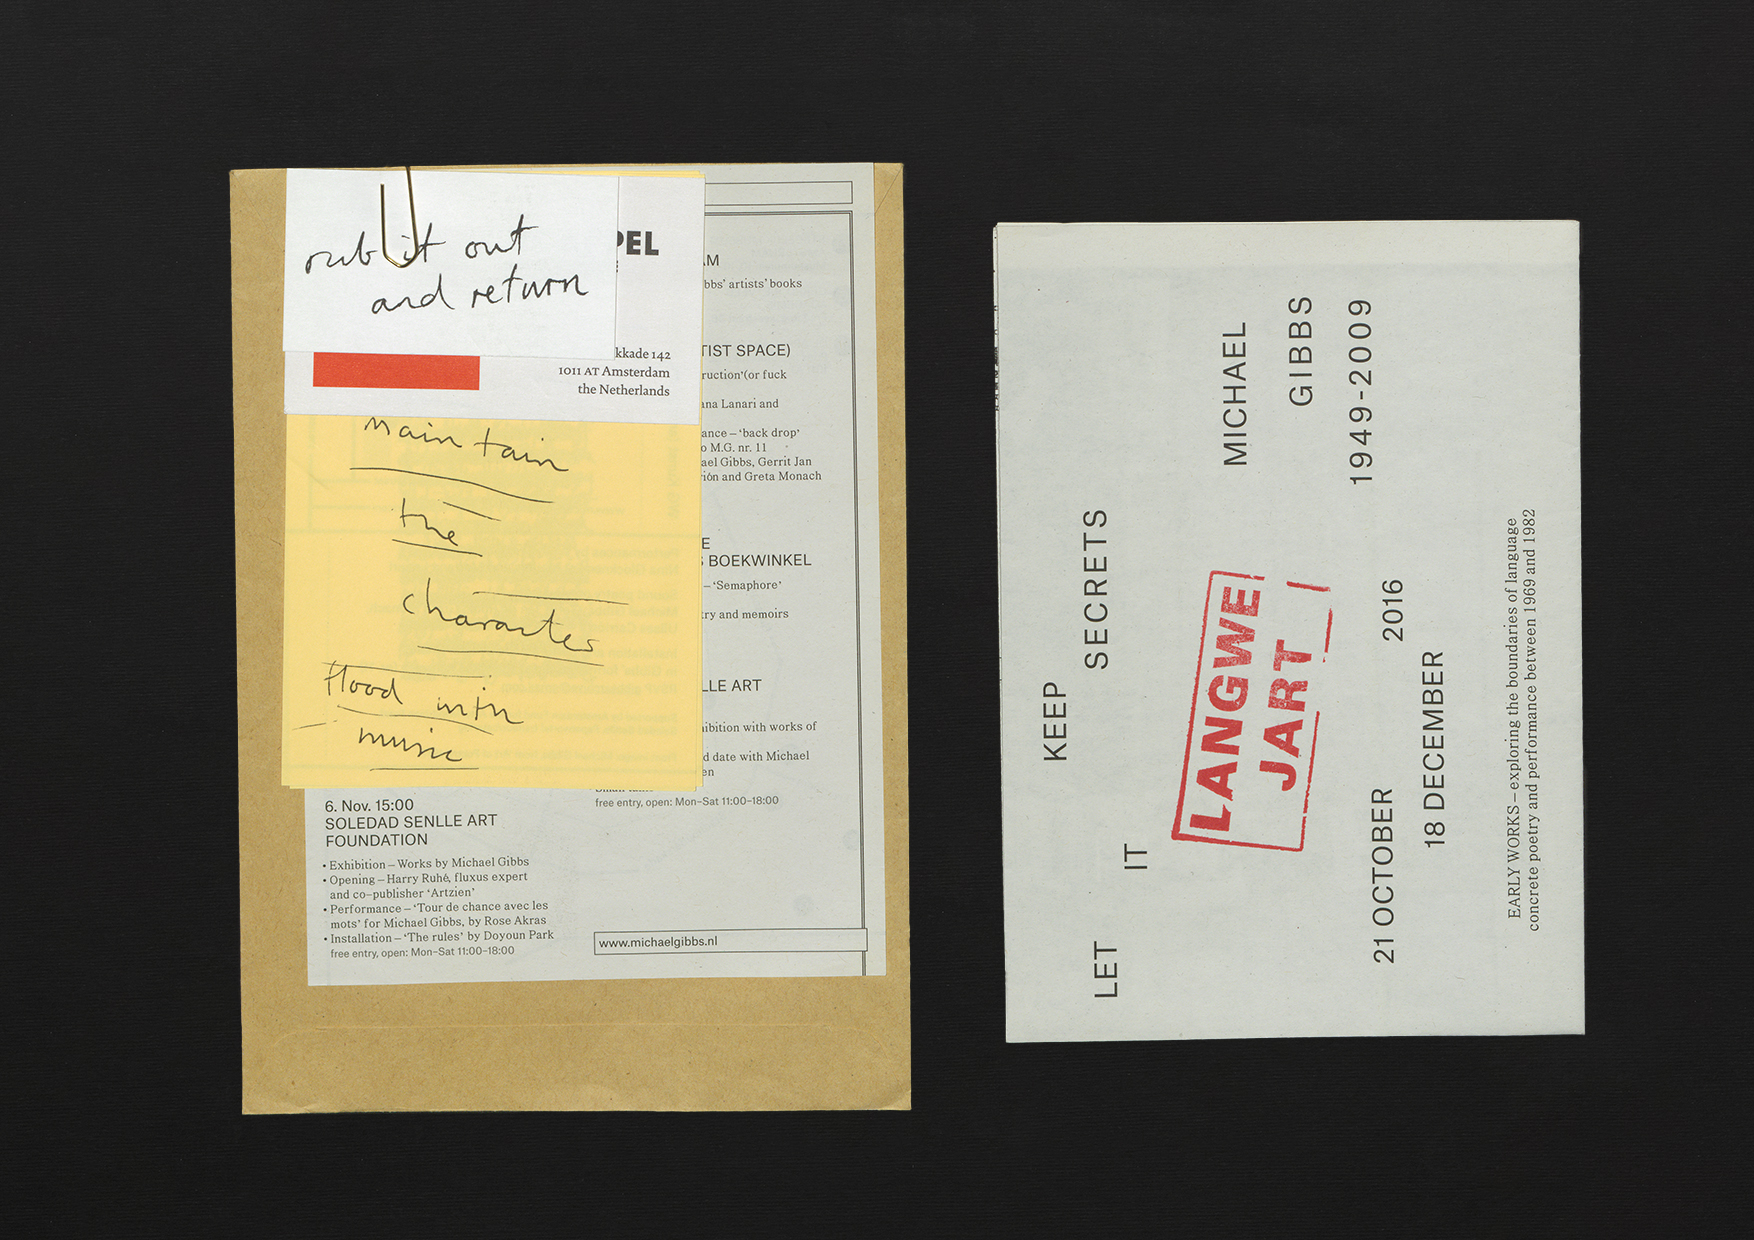 rub it out
and return
PEL
kkade 142
1011 AT Amsterdam
the Netherlands
maintain
the
character
flood with
music
AM
bbs' artists' books
TIST SPACE)
ruction'(or fuck
ana Lanari and
ance – 'back drop'
o M.G. nr. 11
ael Gibbs, Gerrit Jan
ión and Greta Monach
E
S BOEKWINKEL
– 'Semaphore'
try and memoirs
LLE ART
ibition with works of
d date with Michael
en
free entry, open: Mon–Sat 11:00–18:00
6. Nov. 15:00
SOLEDAD SENLLE ART
FOUNDATION
• Exhibition – Works by Michael Gibbs
• Opening – Harry Ruhé, fluxus expert
and co-publisher 'Artzien'
• Performance – 'Tour de chance avec les
mots' for Michael Gibbs, by Rose Akras
• Installation – 'The rules' by Doyoun Park
free entry, open: Mon–Sat 11:00–18:00
www.michaelgibbs.nl
LET IT KEEP SECRETS
MICHAEL
GIBBS
1949-2009
LANGWE
JART
21 OCTOBER 2016
18 DECEMBER
EARLY WORKS – exploring the boundaries of language
concrete poetry and performance between 1969 and 1982